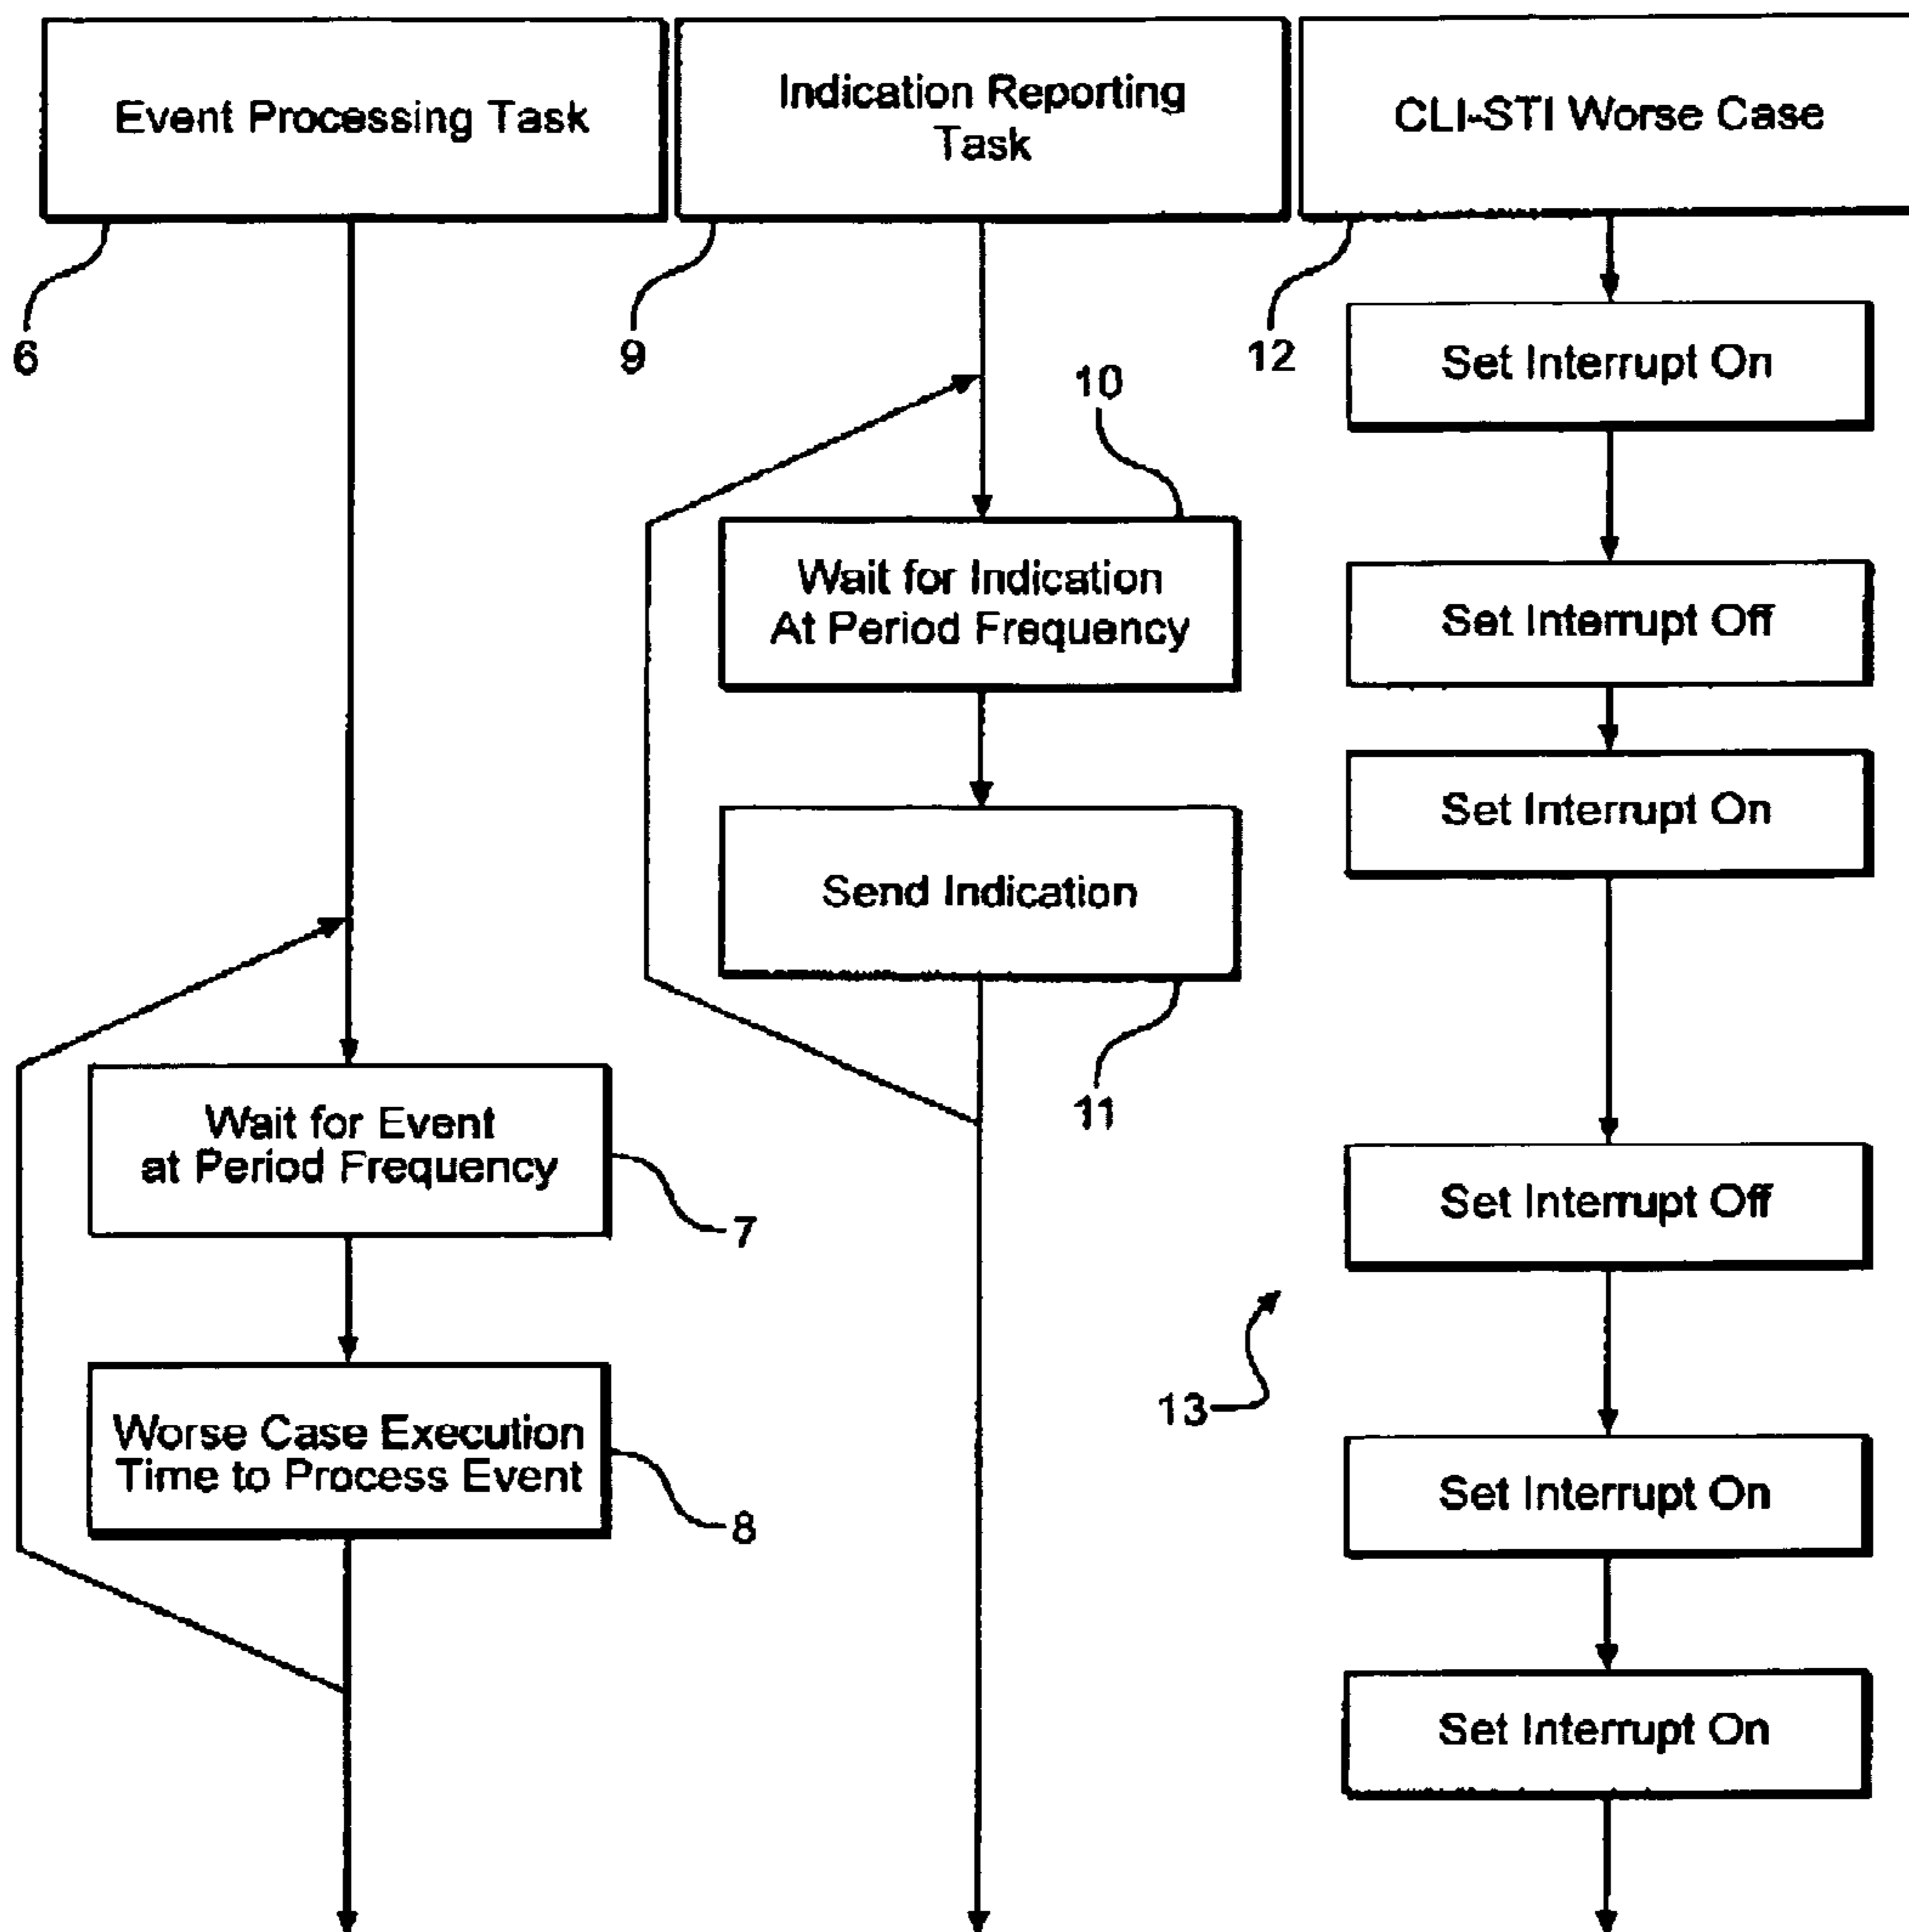 Event Processing Task
6
Wait for Event
at Period Frequency
7
Worse Case Execution
Time to Process Event
8
Indication Reporting
Task
9
10
Wait for Indication
At Period Frequency
Send Indication
11
CLI-STI Worse Case
12
Set Interrupt On
Set Interrupt Off
Set Interrupt On
Set Interrupt Off
13
Set Interrupt On
Set Interrupt On